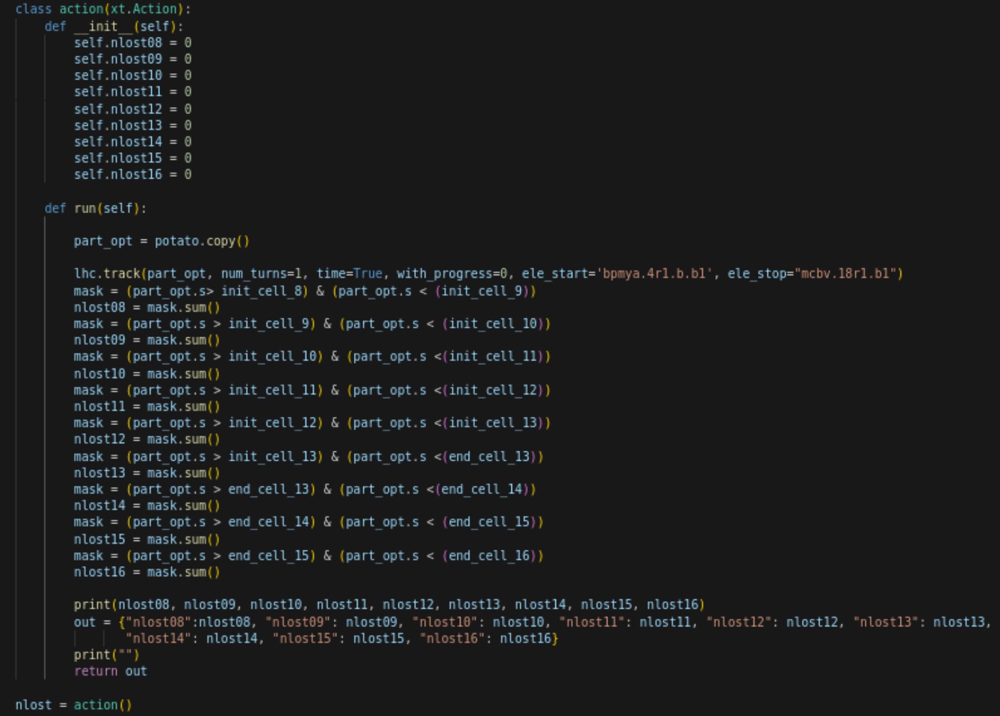 class action(xt.Action):
    def __init__(self):
        self.nlost08 = 0
        self.nlost09 = 0
        self.nlost10 = 0
        self.nlost11 = 0
        self.nlost12 = 0
        self.nlost13 = 0
        self.nlost14 = 0
        self.nlost15 = 0
        self.nlost16 = 0

    def run(self):

        part_opt = potato.copy()

        lhc.track(part_opt, num_turns=1, time=True, with_progress=0, ele_start='bpmya.4r1.b.b1', ele_stop="mcbv.18r1.b1")
        mask = (part_opt.s> init_cell_8) & (part_opt.s < (init_cell_9))
        nlost08 = mask.sum()
        mask = (part_opt.s > init_cell_9) & (part_opt.s < (init_cell_10))
        nlost09 = mask.sum()
        mask = (part_opt.s > init_cell_10) & (part_opt.s <(init_cell_11))
        nlost10 = mask.sum()
        mask = (part_opt.s > init_cell_11) & (part_opt.s <(init_cell_12))
        nlost11 = mask.sum()
        mask = (part_opt.s > init_cell_12) & (part_opt.s <(init_cell_13))
        nlost12 = mask.sum()
        mask = (part_opt.s > init_cell_13) & (part_opt.s <(end_cell_13))
        nlost13 = mask.sum()
        mask = (part_opt.s > end_cell_13) & (part_opt.s <(end_cell_14))
        nlost14 = mask.sum()
        mask = (part_opt.s > end_cell_14) & (part_opt.s < (end_cell_15))
        nlost15 = mask.sum()
        mask = (part_opt.s > end_cell_15) & (part_opt.s < (end_cell_16))
        nlost16 = mask.sum()

        print(nlost08, nlost09, nlost10, nlost11, nlost12, nlost13, nlost14, nlost15, nlost16)
        out = {"nlost08":nlost08, "nlost09": nlost09, "nlost10": nlost10, "nlost11": nlost11, "nlost12": nlost12, "nlost13": nlost13,
               "nlost14": nlost14, "nlost15": nlost15, "nlost16": nlost16}
        print("")
        return out

nlost = action()